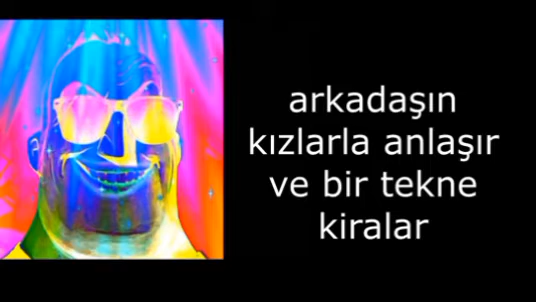 arkadaşın
kızlarla anlaşır
ve bir tekne
kiralar